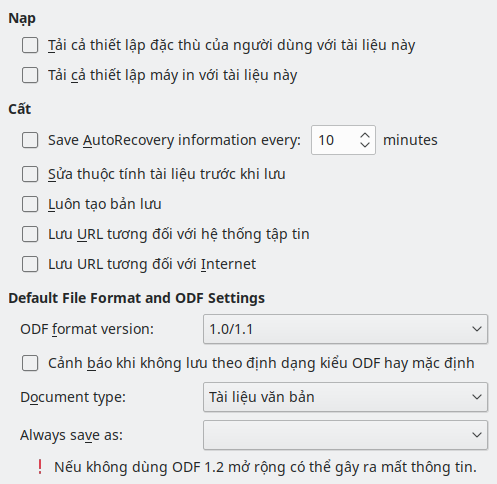 Nạp
Tải cả thiết lập đặc thù của người dùng với tài liệu này
Tải cả thiết lập máy in với tài liệu này
Cất
Save AutoRecovery information every: 10 minutes
Sửa thuộc tính tài liệu trước khi lưu
Luôn tạo bản lưu
Lưu URL tương đối với hệ thống tập tin
Lưu URL tương đối với Internet
Default File Format and ODF Settings
ODF format version: 1.0/1.1
Cảnh báo khi không lưu theo định dạng kiểu ODF hay mặc định
Document type: Tài liệu văn bản
Always save as:
! Nếu không dùng ODF 1.2 mở rộng có thể gây ra mất thông tin.